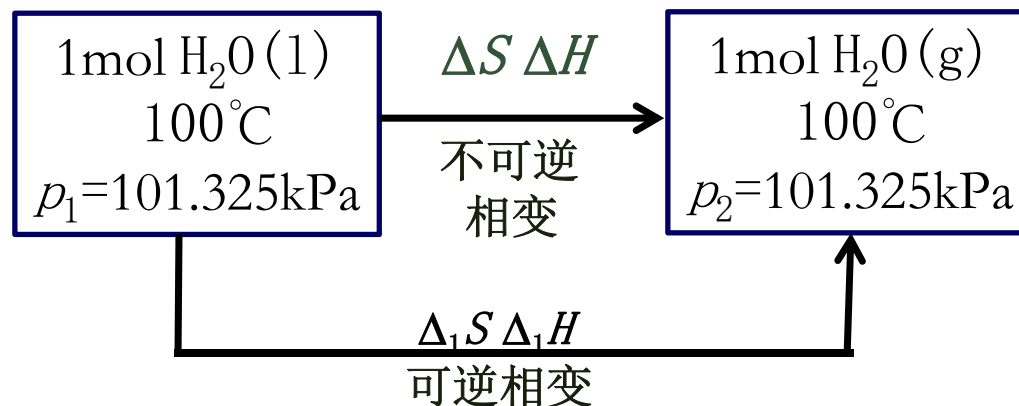 1mol H₂O(l)
100℃
p₁=101.325kPa
ΔS ΔH
不可逆
相变
1mol H₂O(g)
100℃
p₂=101.325kPa
Δ₁S Δ₁H
可逆相变